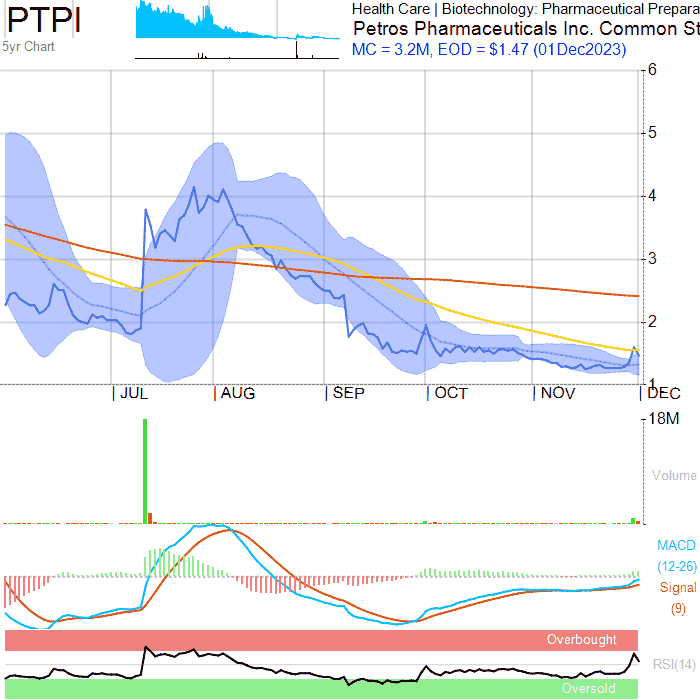 PTPI
5yr Chart
Health Care | Biotechnology: Pharmaceutical Prepara
Petros Pharmaceuticals Inc. Common St
MC = 3.2M, EOD = $1.47 (01Dec2023)
6
5
4
3
2
1
JUL AUG SEP OCT NOV DEC
18M
Volume
MACD
(12-26)
Signal
(9)
Overbought
RSI(14)
Oversold